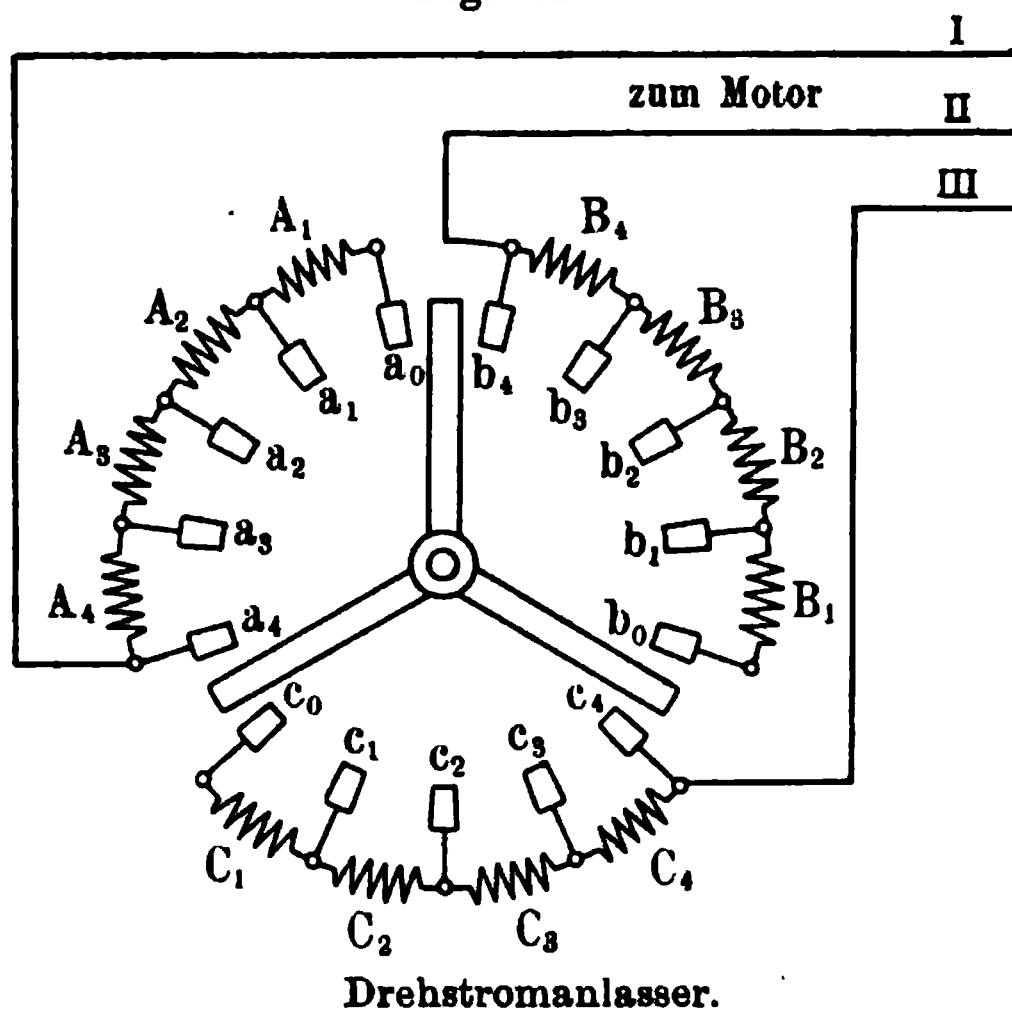 I
zum Motor
II
III
A₁
B₄
A₂
B₃
a₀
b₄
a₁
b₃
A₃
a₂
b₂
B₂
a₃
b₁
A₄
a₄
b₀
B₁
c₀
c₄
c₁
c₂
c₃
C₁
C₄
C₂
C₃
Drehstromanlasser.